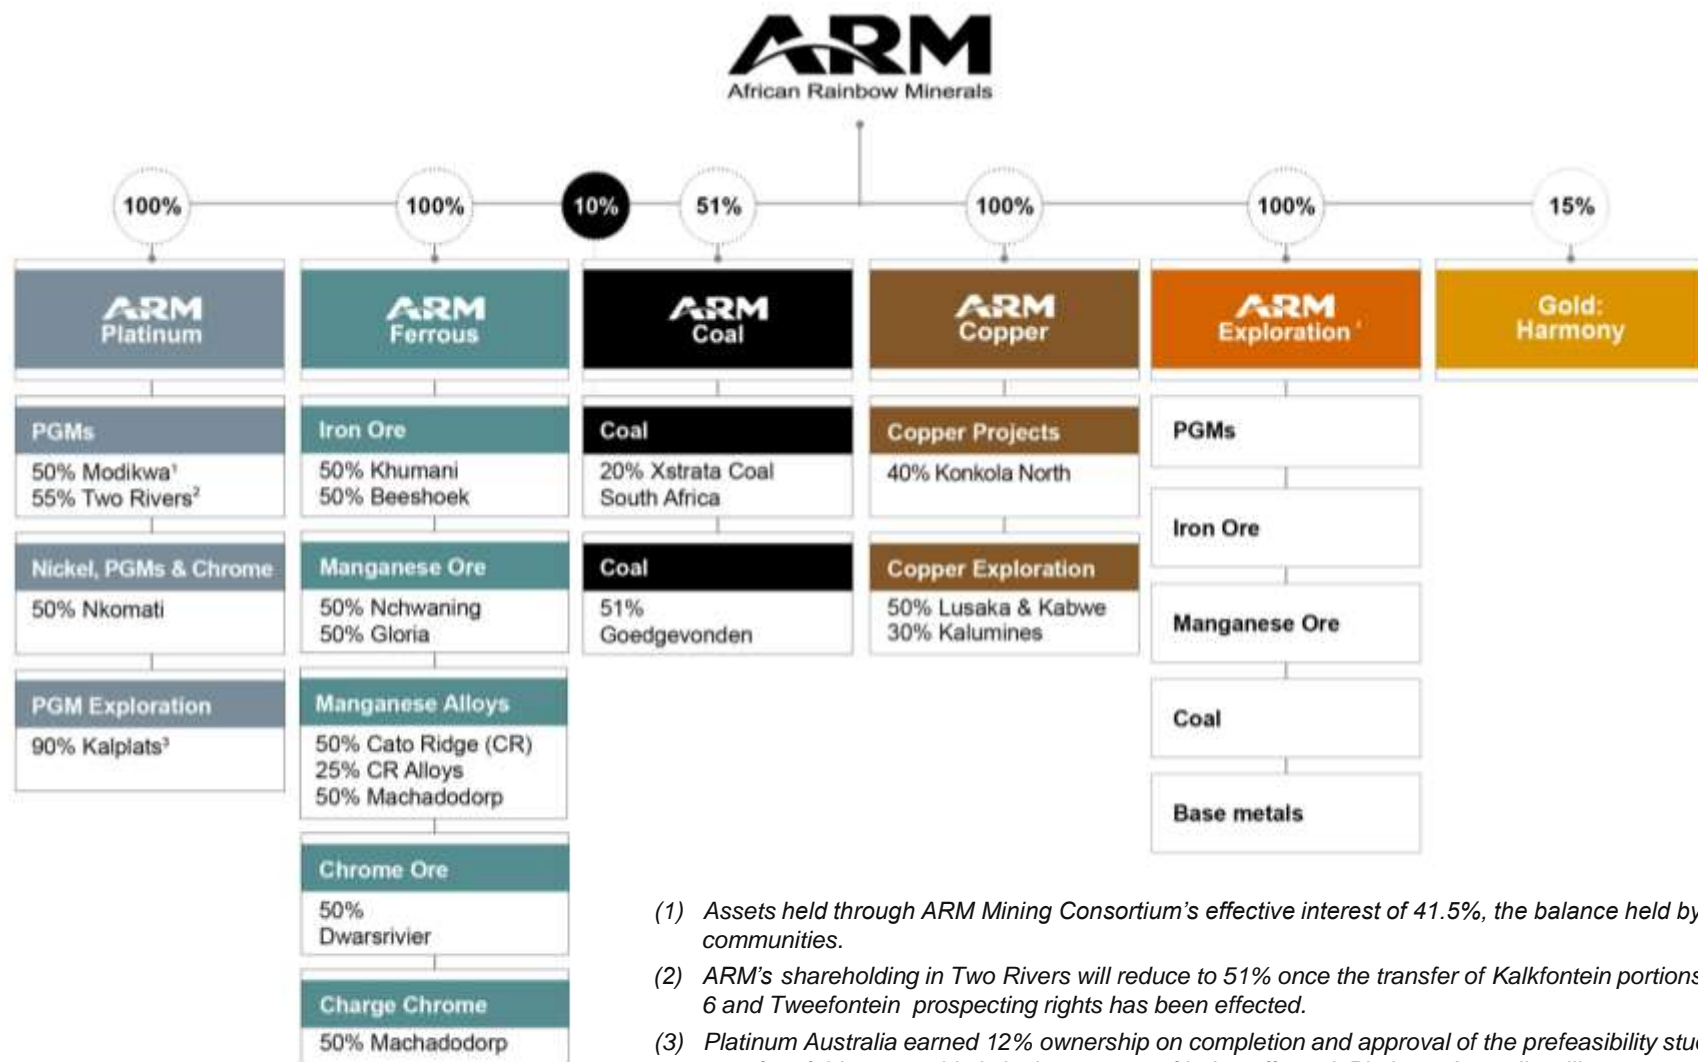 ARM
African Rainbow Minerals
100%
100%
10%
51%
100%
100%
15%
ARM
Platinum
PGMs
50% Modikwa¹
55% Two Rivers²
Nickel, PGMs & Chrome
50% Nkomati
PGM Exploration
90% Kalplats³
ARM
Ferrous
Iron Ore
50% Khumani
50% Beeshoek
Manganese Ore
50% Nchwaning
50% Gloria
Manganese Alloys
50% Cato Ridge (CR)
25% CR Alloys
50% Machadodorp
Chrome Ore
50%
Dwarsrivier
Charge Chrome
50% Machadodorp
ARM
Coal
Coal
20% Xstrata Coal
South Africa
Coal
51%
Goedgevonden
ARM
Copper
Copper Projects
40% Konkola North
Copper Exploration
50% Lusaka & Kabwe
30% Kalumines
ARM
Exploration
PGMs
Iron Ore
Manganese Ore
Coal
Base metals
Gold:
Harmony
(1) Assets held through ARM Mining Consortium's effective interest of 41.5%, the balance held by
communities.
(2) ARM's shareholding in Two Rivers will reduce to 51% once the transfer of Kalkfontein portions
6 and Tweefontein prospecting rights has been effected.
(3) Platinum Australia earned 12% ownership on completion and approval of the prefeasibility